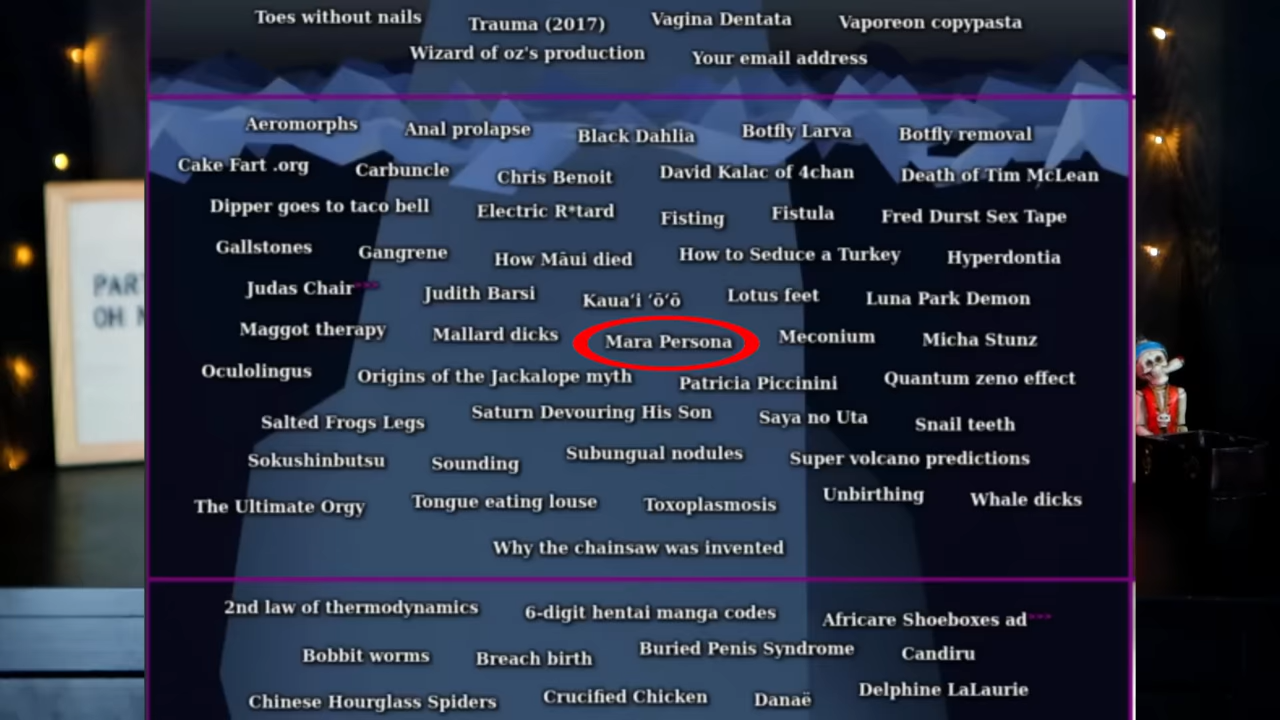 Toes without nails Trauma (2017) Vagina Dentata Vaporeon copypasta
Wizard of oz's production Your email address
Aeromorphs Anal prolapse Black Dahlia Botfly Larva Botfly removal
Cake Fart .org Carbuncle Chris Benoit David Kalac of 4chan Death of Tim McLean
Dipper goes to taco bell Electric R*tard Fisting Fistula Fred Durst Sex Tape
Gallstones Gangrene How Māui died How to Seduce a Turkey Hyperdontia
Judas Chair*** Judith Barsi Kauaʻi ʻōʻō Lotus feet Luna Park Demon
Maggot therapy Mallard dicks Mara Persona Meconium Micha Stunz
Oculolingus Origins of the Jackalope myth Patricia Piccinini Quantum zeno effect
Salted Frogs Legs Saturn Devouring His Son Saya no Uta Snail teeth
Sokushinbutsu Sounding Subungual nodules Super volcano predictions
The Ultimate Orgy Tongue eating louse Toxoplasmosis Unbirthing Whale dicks
Why the chainsaw was invented
2nd law of thermodynamics 6-digit hentai manga codes Africare Shoeboxes ad***
Bobbit worms Breach birth Buried Penis Syndrome Candiru
Chinese Hourglass Spiders Crucified Chicken Danaë Delphine LaLaurie
OH